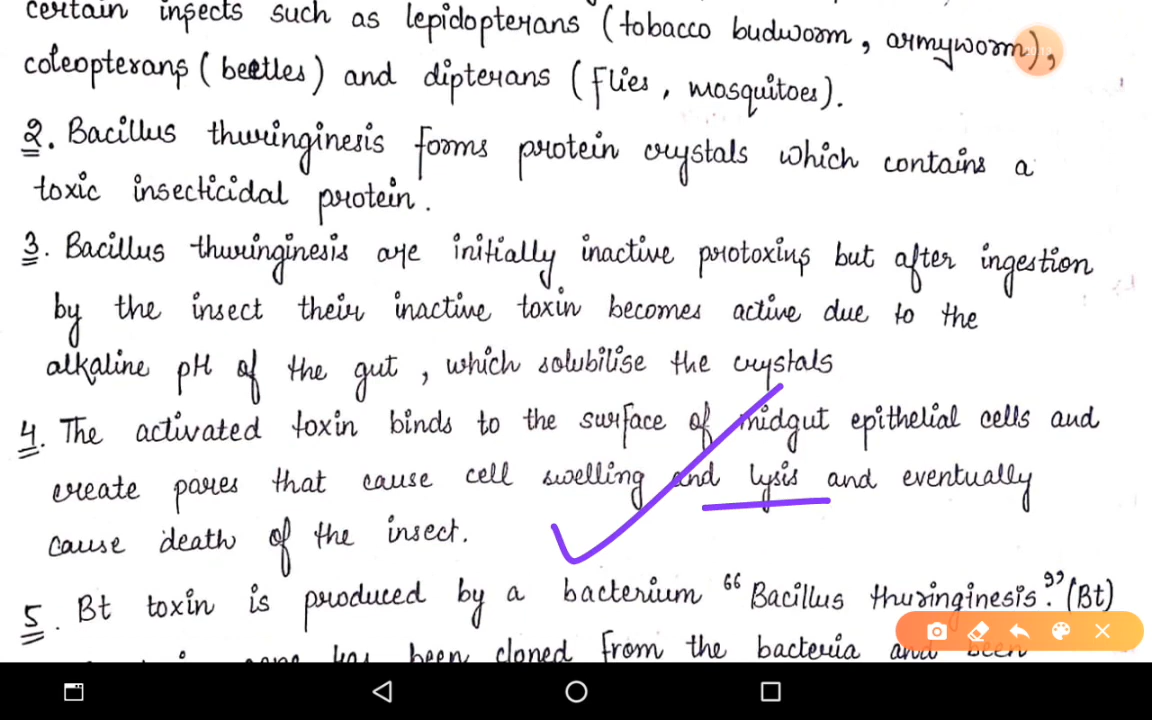 certain insects such as lepidopterans (tobacco budworm, armyworm),
coleopterans (beetles) and dipterans (flies, mosquitoes).
2. Bacillus thuringinesis forms protein crystals which contains a
toxic insecticidal protein.
3. Bacillus thuringinesis are initially inactive protoxins but after ingestion
by the insect their inactive toxin becomes active due to the
alkaline pH of the gut, which solubilise the crystals
4. The activated toxin binds to the surface of midgut epithelial cells and
create pores that cause cell swelling and lysis and eventually
cause death of the insect.
5. Bt toxin is produced by a bacterium “Bacillus thuringinesis”. (Bt)
has been cloned from the bacteria and been